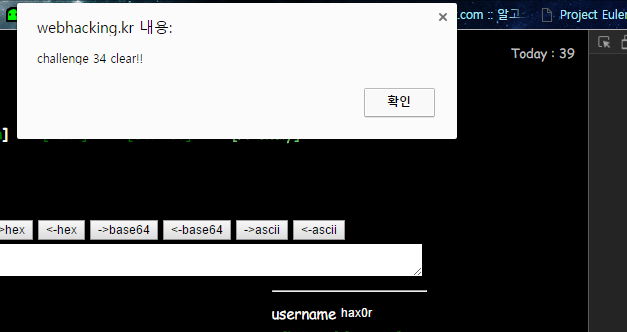 webhacking.kr 내용:
challenge 34 clear!!
확인
.com :: 알고
Project Euler
Today : 39
>hex
<-hex
->base64
<-base64
->ascii
<-ascii
username hax0r